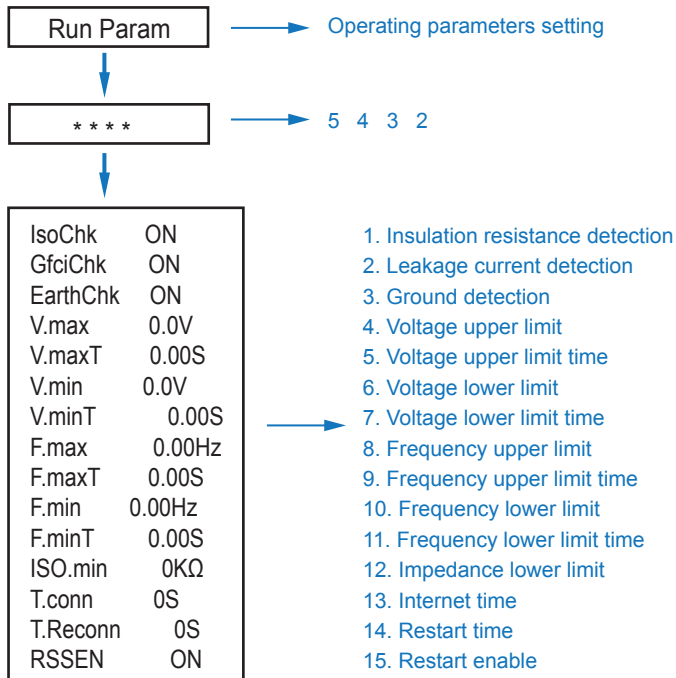 Run Param
Operating parameters setting
* * * *
5 4 3 2
IsoChk ON
GfciChk ON
EarthChk ON
V.max 0.0V
V.maxT 0.00S
V.min 0.0V
V.minT 0.00S
F.max 0.00Hz
F.maxT 0.00S
F.min 0.00Hz
F.minT 0.00S
ISO.min 0KΩ
T.conn 0S
T.Reconn 0S
RSSEN ON
1. Insulation resistance detection
2. Leakage current detection
3. Ground detection
4. Voltage upper limit
5. Voltage upper limit time
6. Voltage lower limit
7. Voltage lower limit time
8. Frequency upper limit
9. Frequency upper limit time
10. Frequency lower limit
11. Frequency lower limit time
12. Impedance lower limit
13. Internet time
14. Restart time
15. Restart enable